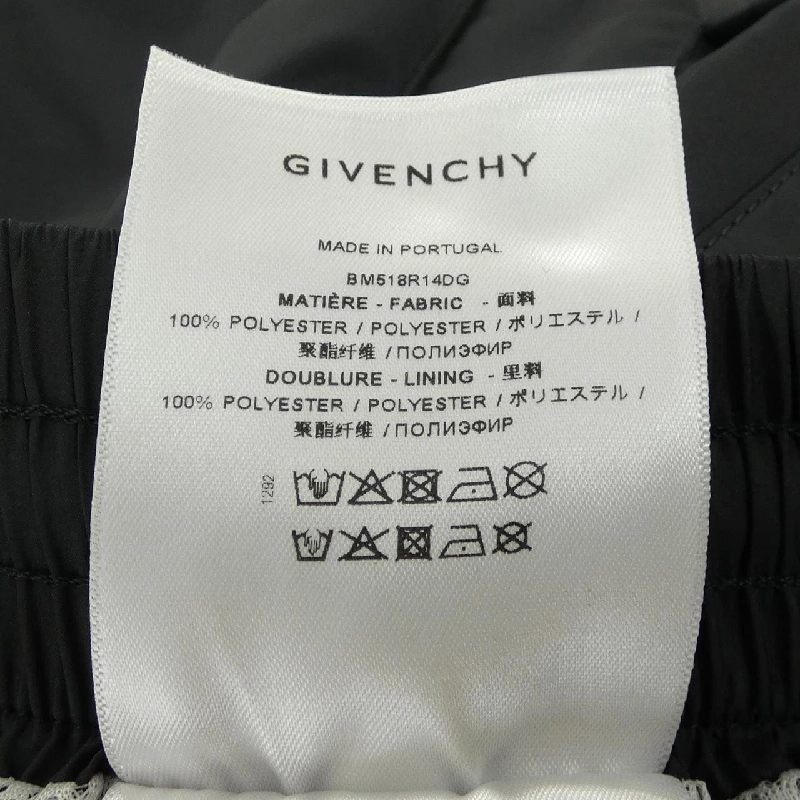 GIVENCHY
MADE IN PORTUGAL
BM518R14DG
MATIÈRE - FABRIC - 面料
100% POLYESTER / POLYESTER / ポリエステル /
聚酯纤维 / ПОЛИЭФИР
DOUBLURE - LINING - 里料
100% POLYESTER / POLYESTER / ポリエステル /
聚酯纤维 / ПОЛИЭФИР
1292